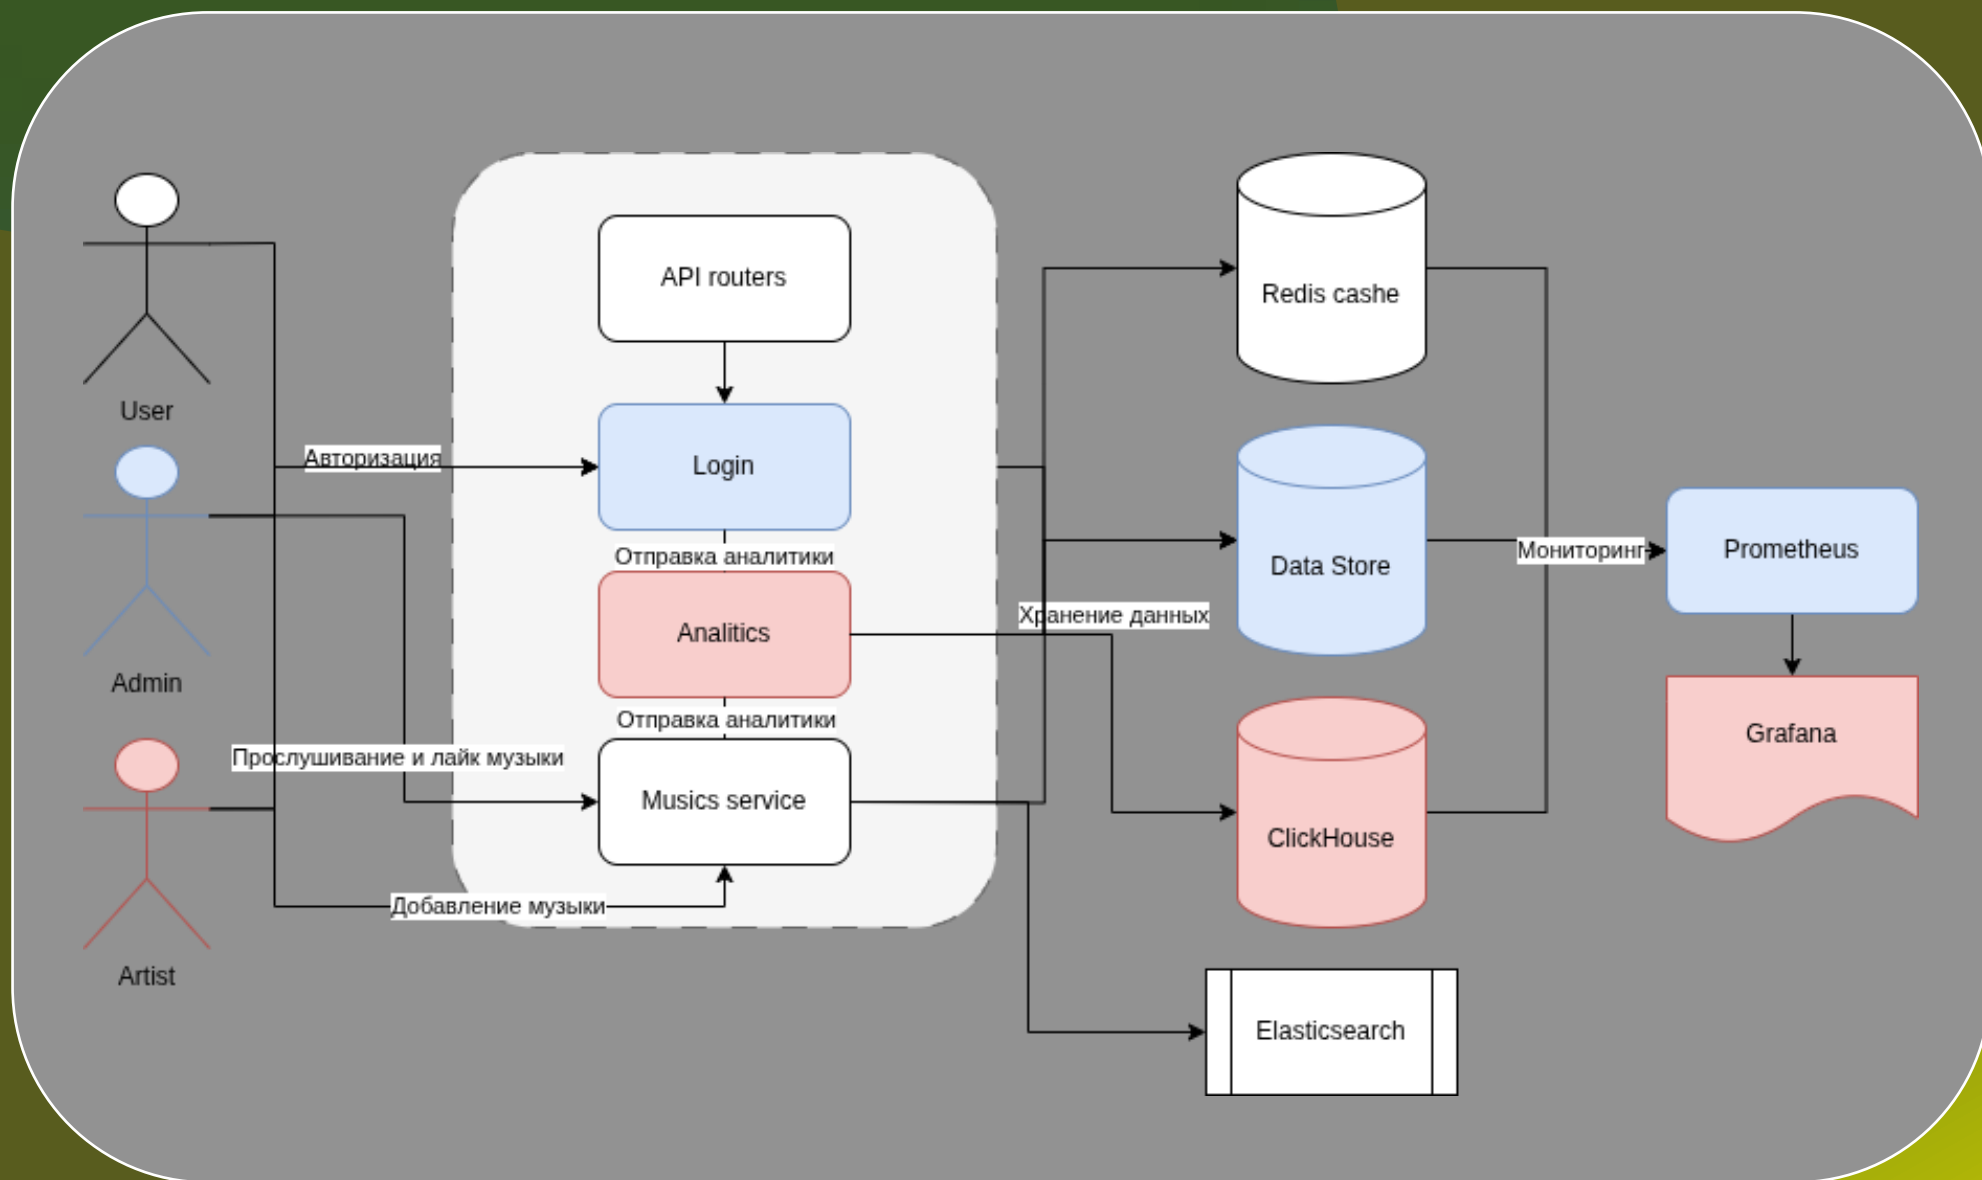 User
Admin
Artist
Авторизация
Прослушивание и лайк музыки
Добавление музыки
API routers
Login
Отправка аналитики
Analitics
Отправка аналитики
Musics service
Хранение данных
Redis cashe
Data Store
ClickHouse
Elasticsearch
Мониторинг
Prometheus
Grafana